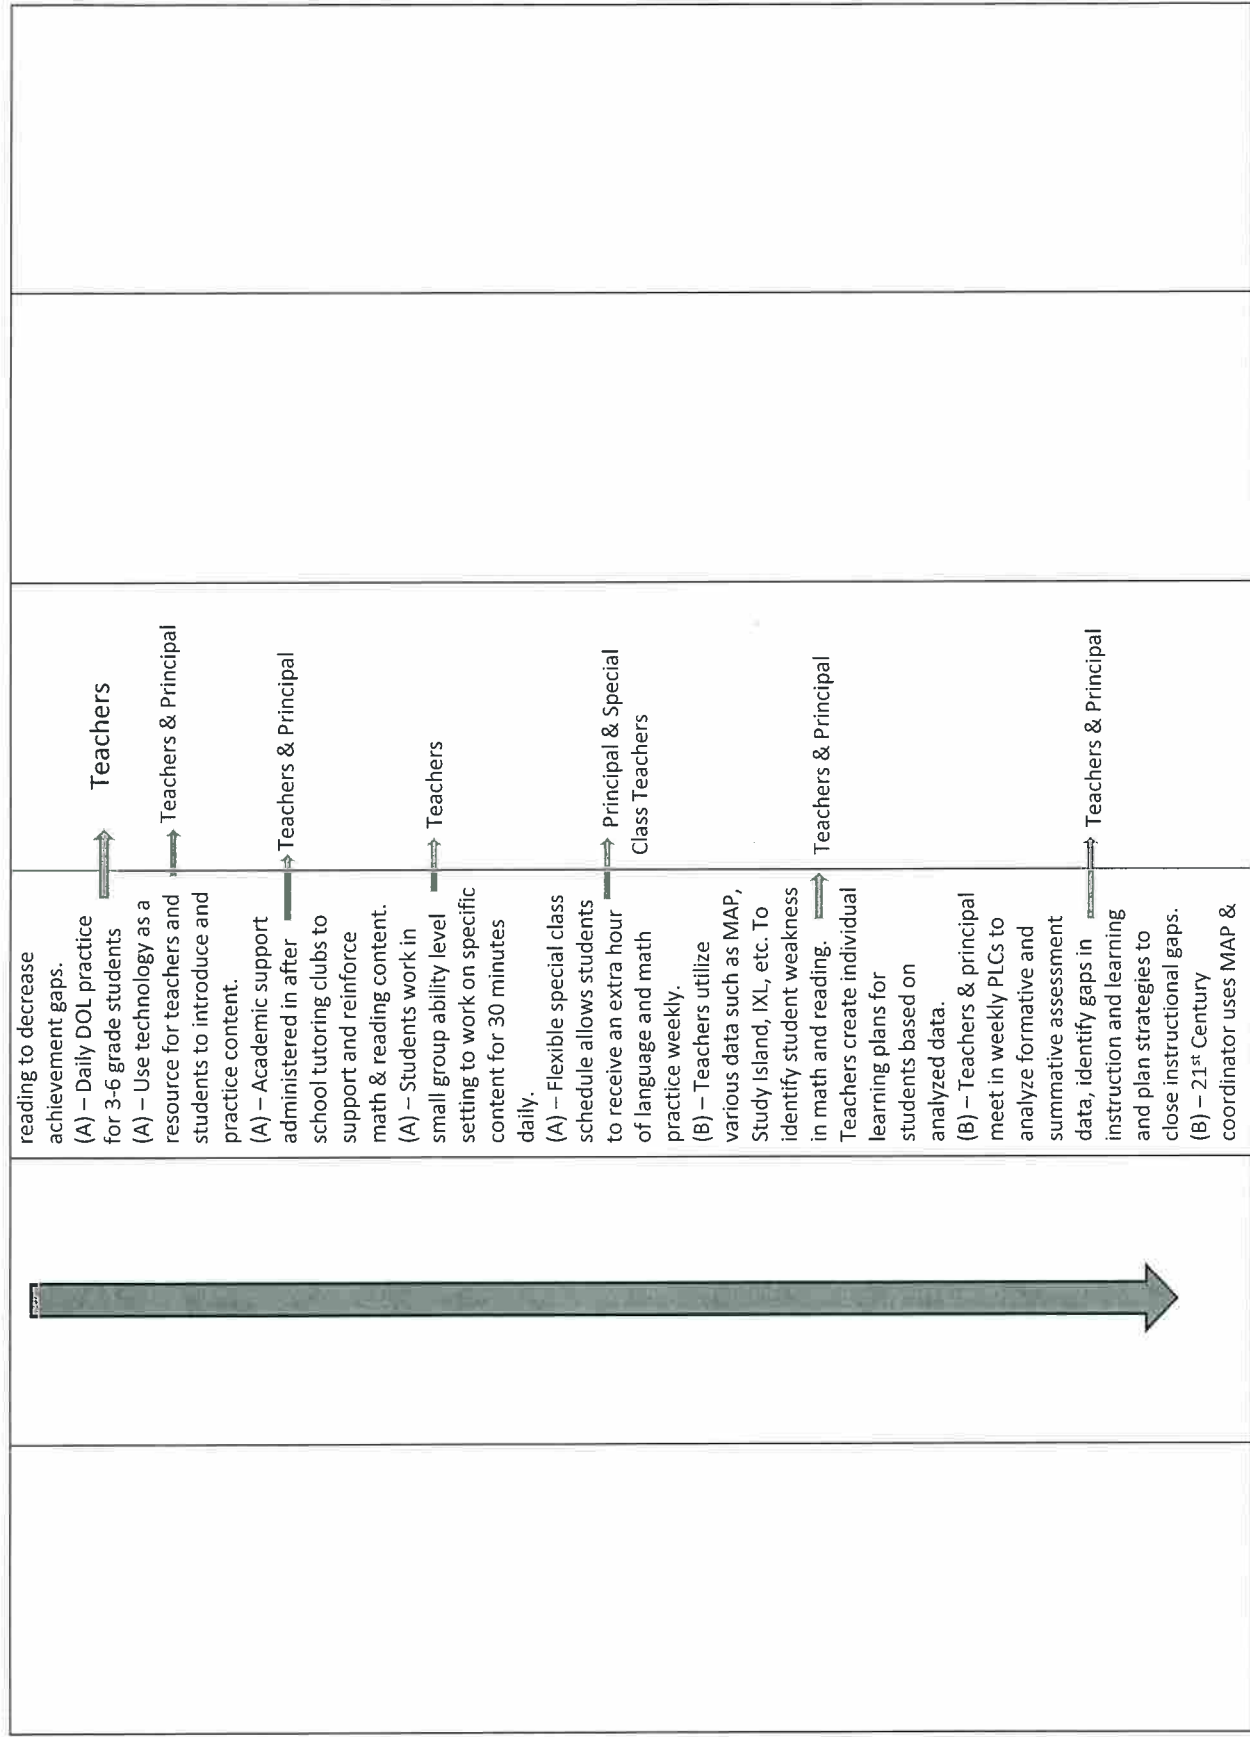 reading to decrease
achievement gaps.
(A) – Daily DOL practice
for 3-6 grade students
(A) – Use technology as a
resource for teachers and
students to introduce and
practice content.
(A) – Academic support
administered in after
school tutoring clubs to
support and reinforce
math & reading content.
(A) – Students work in
small group ability level
setting to work on specific
content for 30 minutes
daily.
(A) – Flexible special class
schedule allows students
to receive an extra hour
of language and math
practice weekly.
(B) – Teachers utilize
various data such as MAP,
Study Island, IXL, etc. To
identify student weakness
in math and reading.
Teachers create individual
learning plans for
students based on
analyzed data.
(B) – Teachers & principal
meet in weekly PLCs to
analyze formative and
summative assessment
data, identify gaps in
instruction and learning
and plan strategies to
close instructional gaps.
(B) – 21st Century
coordinator uses MAP &
Teachers
Teachers & Principal
Teachers & Principal
Teachers
Principal & Special
Class Teachers
Teachers & Principal
Teachers & Principal